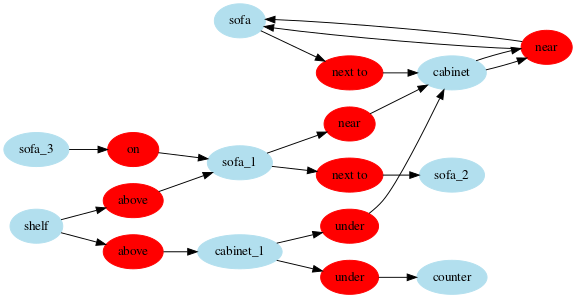 sofa
near
next to
cabinet
near
sofa_3
on
sofa_1
next to
sofa_2
above
shelf
under
above
cabinet_1
under
counter